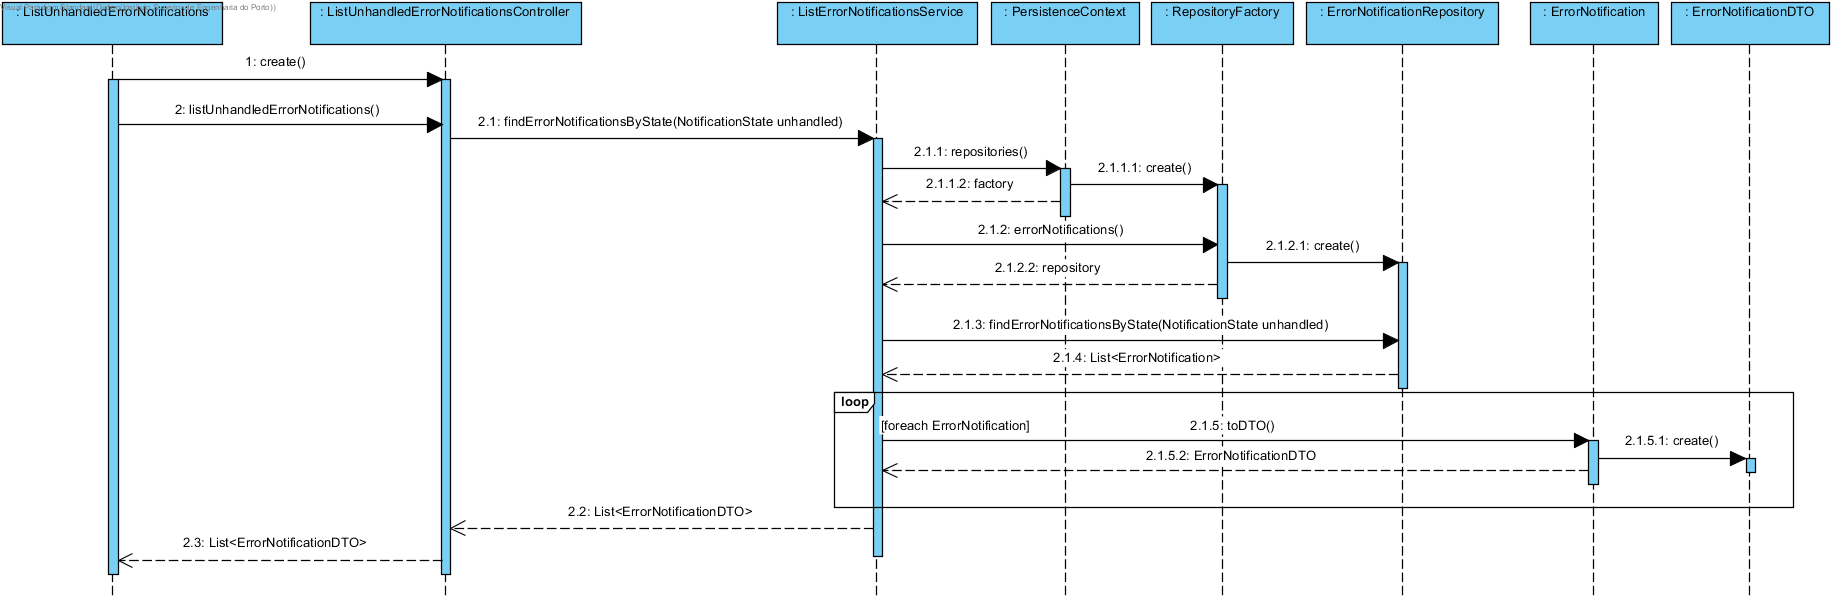 : ListUnhandledErrorNotifications
: ListUnhandledErrorNotificationsController
: ListErrorNotificationsService
: PersistenceContext
: RepositoryFactory
: ErrorNotificationRepository
: ErrorNotification
: ErrorNotificationDTO
1: create()
2: listUnhandledErrorNotifications()
2.1: findErrorNotificationsByState(NotificationState unhandled)
2.1.1: repositories()
2.1.1.1: create()
2.1.1.2: factory
2.1.2: errorNotifications()
2.1.2.1: create()
2.1.2.2: repository
2.1.3: findErrorNotificationsByState(NotificationState unhandled)
2.1.4: List<ErrorNotification>
loop
[foreach ErrorNotification]
2.1.5: toDTO()
2.1.5.1: create()
2.1.5.2: ErrorNotificationDTO
2.2: List<ErrorNotificationDTO>
2.3: List<ErrorNotificationDTO>